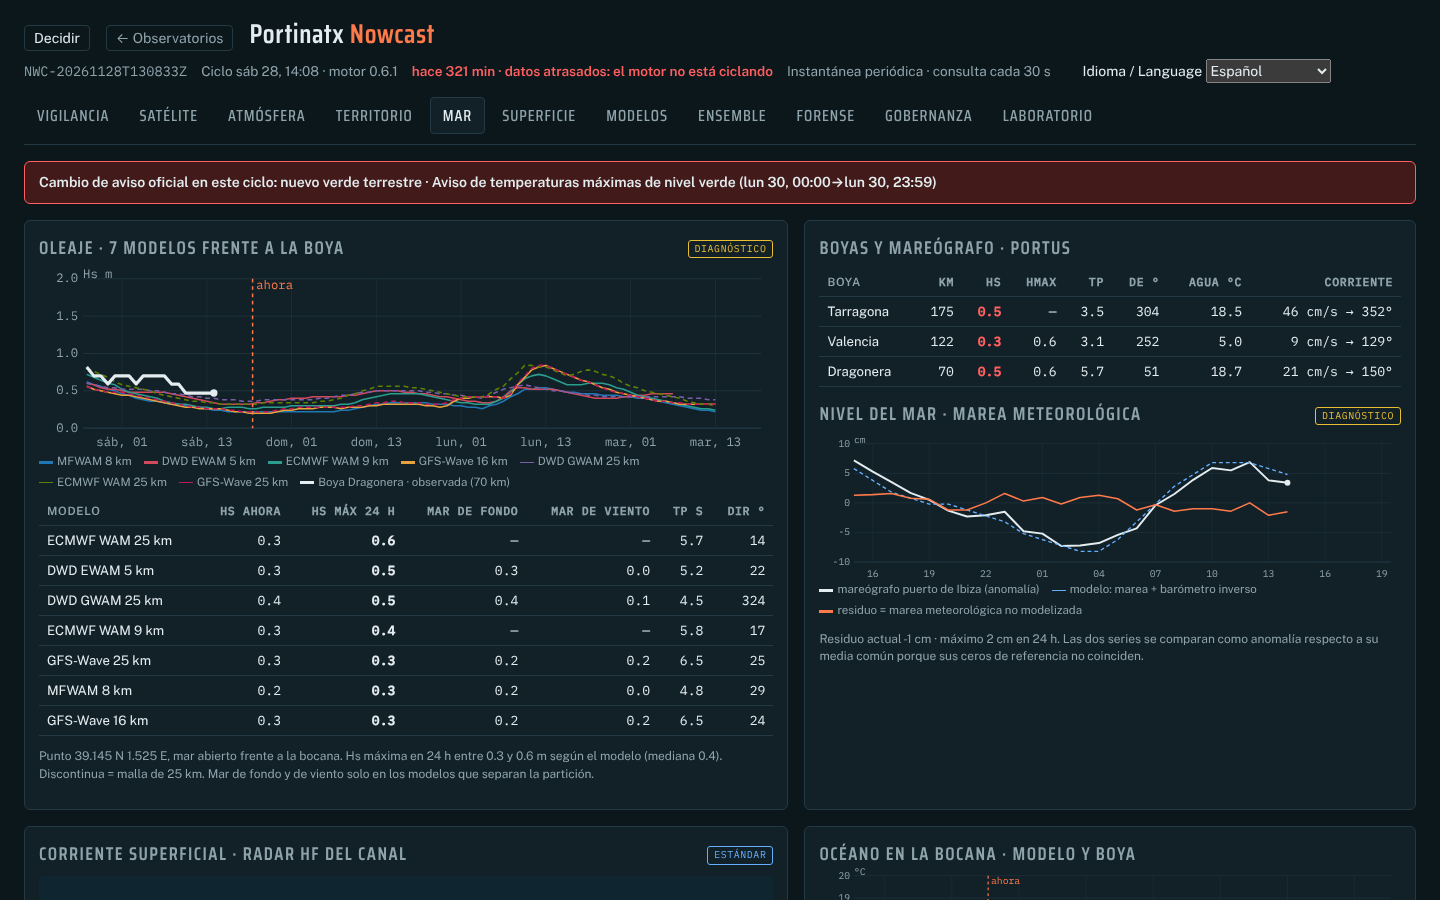 Decidir
← Observatorios
Portinatx Nowcast
NWC-20261128T130833Z Ciclo sáb 28, 14:08 · motor 0.6.1 hace 321 min · datos atrasados: el motor no está ciclando Instantánea periódica · consulta cada 30 s Idioma / Language Español
VIGILANCIA SATÉLITE ATMÓSFERA TERRITORIO MAR SUPERFICIE MODELOS ENSEMBLE FORENSE GOBERNANZA LABORATORIO
Cambio de aviso oficial en este ciclo: nuevo verde terrestre · Aviso de temperaturas máximas de nivel verde (lun 30, 00:00→lun 30, 23:59)
OLEAJE · 7 MODELOS FRENTE A LA BOYA
DIAGNÓSTICO
Hs m
2.0
1.5
1.0
0.5
0.0
ahora
sáb, 01 sáb, 13 dom, 01 dom, 13 lun, 01 lun, 13 mar, 01 mar, 13
MFWAM 8 km DWD EWAM 5 km ECMWF WAM 9 km GFS-Wave 16 km DWD GWAM 25 km
ECMWF WAM 25 km GFS-Wave 25 km Boya Dragonera · observada (70 km)
MODELO HS AHORA HS MÁX 24 H MAR DE FONDO MAR DE VIENTO TP S DIR °
ECMWF WAM 25 km 0.3 0.6 — — 5.7 14
DWD EWAM 5 km 0.3 0.5 0.3 0.0 5.2 22
DWD GWAM 25 km 0.4 0.5 0.4 0.1 4.5 324
ECMWF WAM 9 km 0.3 0.4 — — 5.8 17
GFS-Wave 25 km 0.3 0.3 0.2 0.2 6.5 25
MFWAM 8 km 0.2 0.3 0.2 0.0 4.8 29
GFS-Wave 16 km 0.3 0.3 0.2 0.2 6.5 24
Punto 39.145 N 1.525 E, mar abierto frente a la bocana. Hs máxima en 24 h entre 0.3 y 0.6 m según el modelo (mediana 0.4).
Discontinua = malla de 25 km. Mar de fondo y de viento solo en los modelos que separan la partición.
BOYAS Y MAREÓGRAFO · PORTUS
BOYA KM HS HMAX TP DE ° AGUA °C CORRIENTE
Tarragona 175 0.5 — 3.5 304 18.5 46 cm/s → 352°
Valencia 122 0.3 0.6 3.1 252 5.0 9 cm/s → 129°
Dragonera 70 0.5 0.6 5.7 51 18.7 21 cm/s → 150°
NIVEL DEL MAR · MAREA METEOROLÓGICA
DIAGNÓSTICO
cm
10
5
0
-5
-10
16 19 22 01 04 07 10 13 16 19
mareógrafo puerto de Ibiza (anomalía) modelo: marea + barómetro inverso
residuo = marea meteorológica no modelizada
Residuo actual -1 cm · máximo 2 cm en 24 h. Las dos series se comparan como anomalía respecto a su
media común porque sus ceros de referencia no coinciden.
CORRIENTE SUPERFICIAL · RADAR HF DEL CANAL
ESTÁNDAR
OCÉANO EN LA BOCANA · MODELO Y BOYA
20 °C
ahora
19